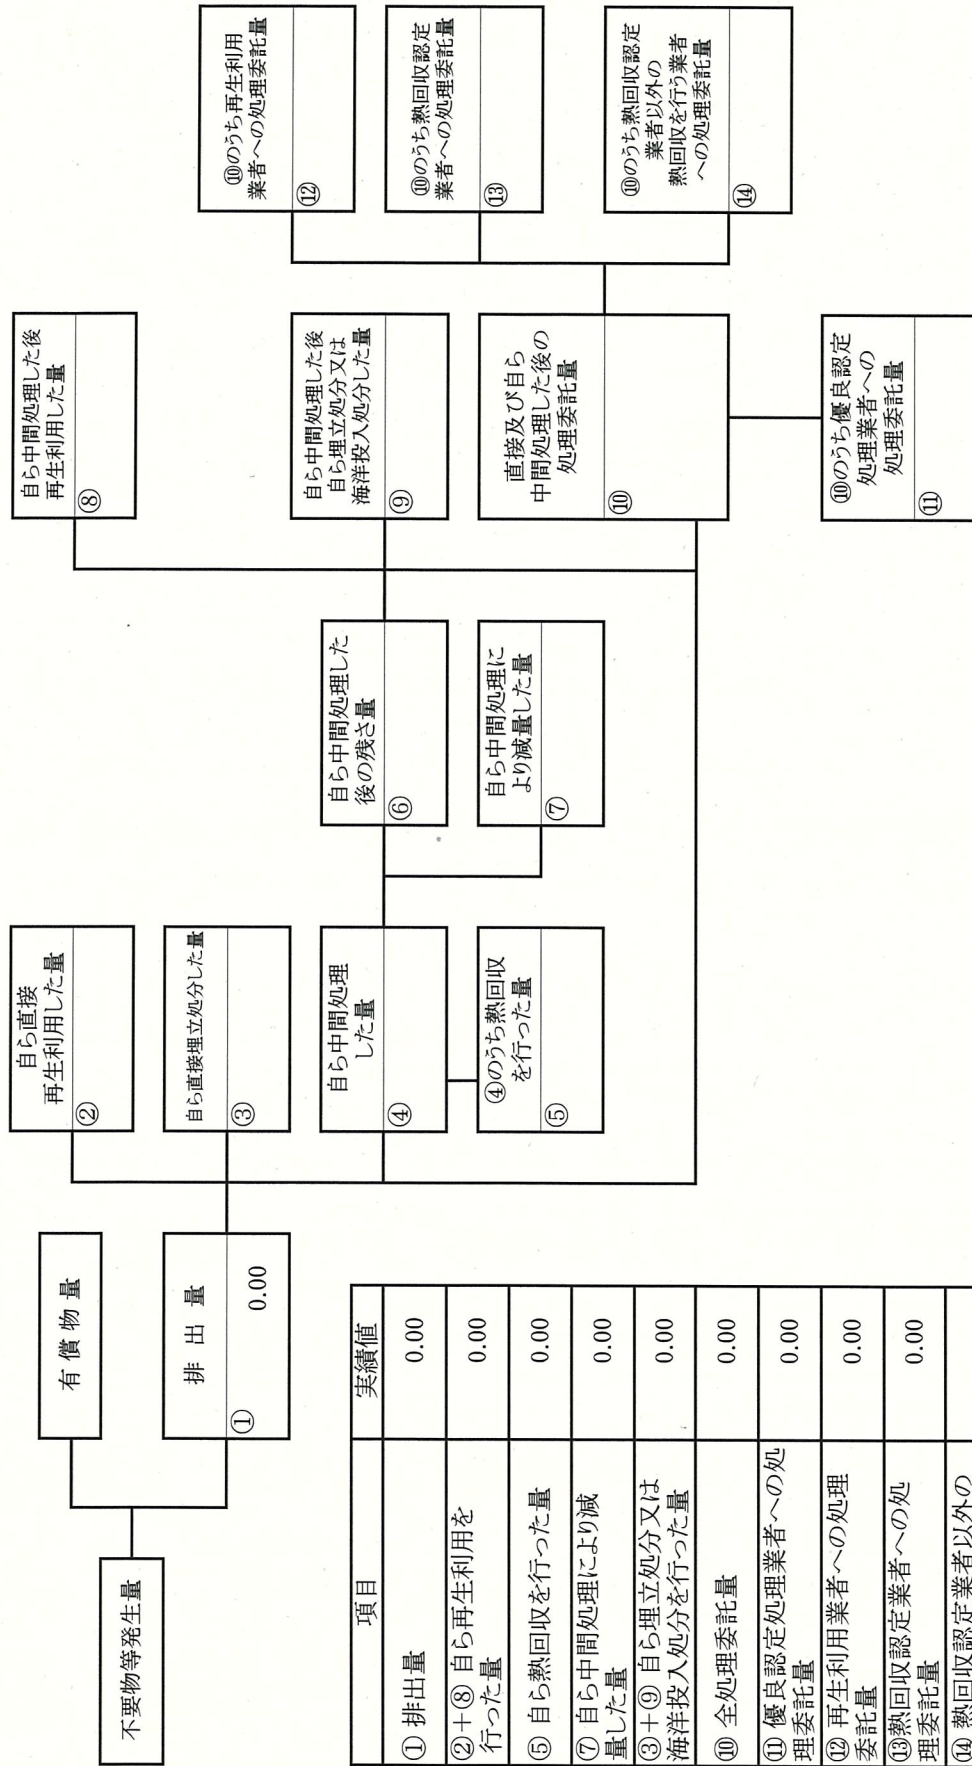 不要物等発生量
有償物量
排出量
①
0.00
自ら直接
再生利用した量
②
自ら直接埋立処分した量
③
自ら中間処理
した量
④
④のうち熱回収
を行った量
⑤
自ら中間処理した
後の残さ量
⑥
自ら中間処理に
より減量した量
⑦
自ら中間処理した後
再生利用した量
⑧
自ら中間処理した後
自ら埋立処分又は
海洋投入処分した量
⑨
直接及び自ら
中間処理した後の
処理委託量
⑩
⑩のうち優良認定
処理業者への
処理委託量
⑪
⑩のうち再生利用
業者への処理委託量
⑫
⑩のうち熱回収認定
業者への処理委託量
⑬
⑩のうち熱回収認定
業者以外の
熱回収を行う業者
への処理委託量
⑭
項目 実績値
① 排出量 0.00
②+⑧ 自ら再生利用を
行った量 0.00
⑤ 自ら熱回収を行った量 0.00
⑦ 自ら中間処理により減
量した量 0.00
③+⑨ 自ら埋立処分又は
海洋投入処分を行った量 0.00
⑩ 全処理委託量 0.00
⑪ 優良認定処理業者への処
理委託量 0.00
⑫ 再生利用業者への処理
委託量 0.00
⑬熱回収認定業者への処
理委託量 0.00
⑭ 熱回収認定業者以外の